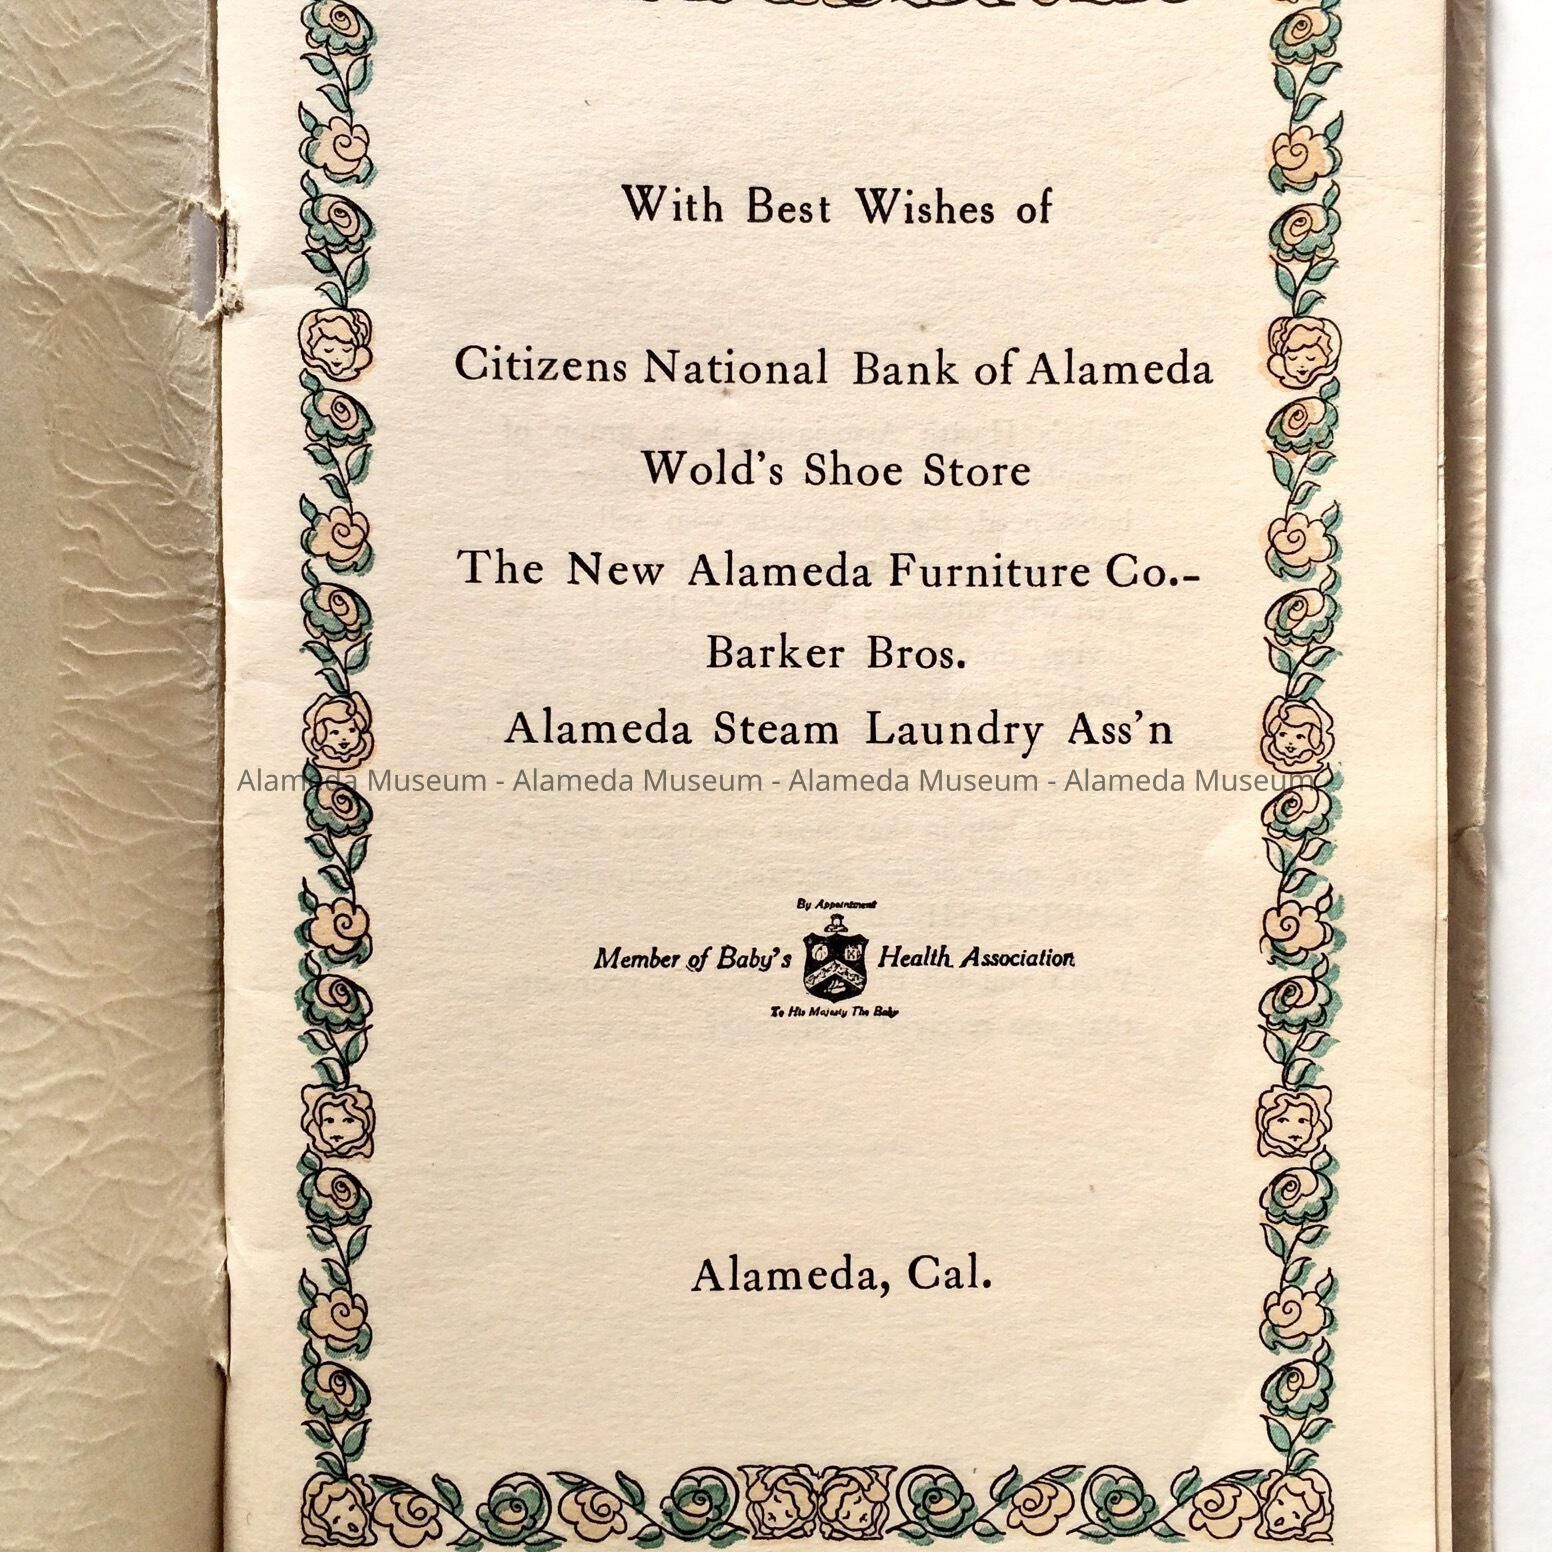 With Best Wishes of
Citizens National Bank of Alameda
Wold's Shoe Store
The New Alameda Furniture Co.-
Barker Bros.
Alameda Steam Laundry Ass'n
Alameda Museum - Alameda Museum - Alameda Museum - Alameda Museum
By Appointment
Member of Baby's Health Association
To His Majesty The Baby
Alameda, Cal.